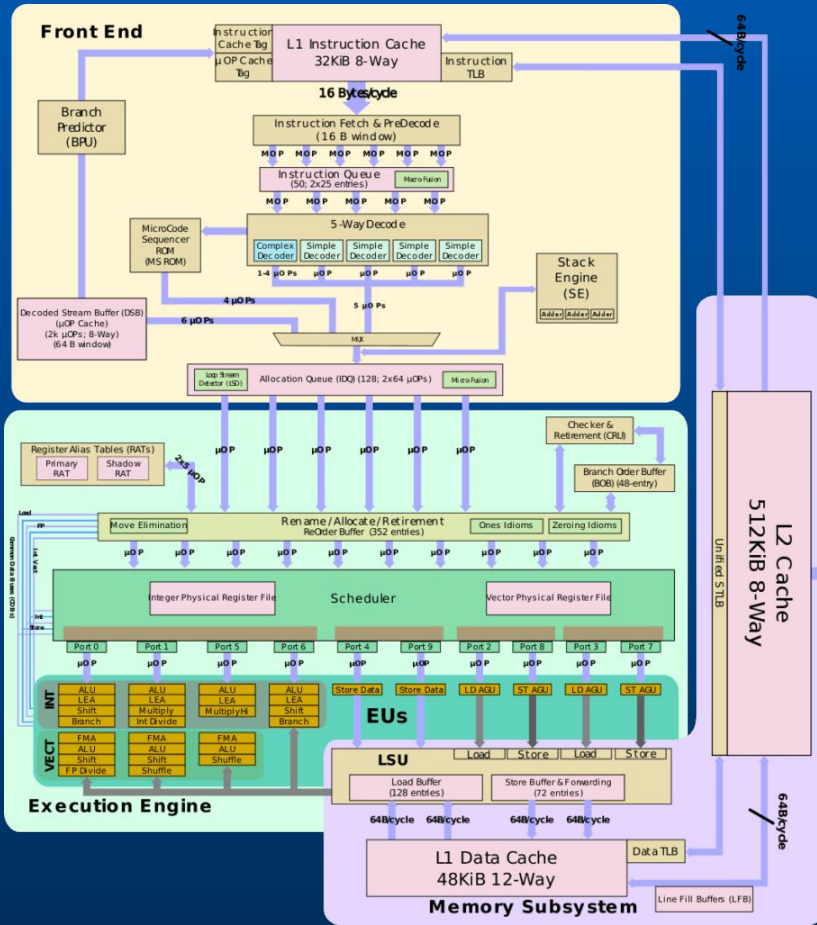 Front End
Instruction
Cache Tag
μOP Cache
Tag
L1 Instruction Cache
32KiB 8-Way
Instruction
TLB
64B/cycle
16 Bytes/cycle
Branch
Predictor
(BPU)
Instruction Fetch & PreDecode
(16 B window)
MOP MOP MOP MOP MOP MOP
Instruction Queue
(50; 2x25 entries)
Macro Fusion
MOP MOP MOP MOP MOP
5-Way Decode
MicroCode
Sequencer
ROM
(MS ROM)
Complex
Decoder
Simple
Decoder
Simple
Decoder
Simple
Decoder
Simple
Decoder
1-4 μOPs μOP μOP μOP μOP
Stack
Engine
(SE)
Adder Adder Adder
4 μOPs
5 μOPs
6 μOPs
Decoded Stream Buffer (DSB)
(μOP Cache)
(2k μOPs; 8-Way)
(64 B window)
MUX
Loop Stream
Detector (LSD)
Allocation Queue (IDQ) (128; 2x64 μOPs)
Micro Fusion
μOP μOP μOP μOP μOP μOP
Register Alias Tables (RATs)
Primary
RAT
Shadow
RAT
2x5 μOP
Checker &
Retirement (CRU)
Branch Order Buffer
(BOB) (48-entry)
Move Elimination
Rename / Allocate / Retirement
ReOrder Buffer (352 entries)
Ones Idioms
Zeroing Idioms
μOP μOP μOP μOP μOP μOP μOP μOP μOP μOP
Load
FP
Int Vect
Common Data Buses (CDBs)
Int
Store
Integer Physical Register File
Scheduler
Vector Physical Register File
Port 0 Port 1 Port 5 Port 6 Port 4 Port 9 Port 2 Port 8 Port 3 Port 7
μOP μOP μOP μOP μOP μOP μOP μOP μOP μOP
INT
ALU
LEA
Shift
Branch
ALU
LEA
Multiply
Int Divide
ALU
LEA
MultiplyHi
ALU
LEA
Shift
Branch
Store Data
Store Data
LD AGU
ST AGU
LD AGU
ST AGU
EUs
VECT
FMA
ALU
Shift
FP Divide
FMA
ALU
Shift
Shuffle
FMA
ALU
Shuffle
Execution Engine
LSU
Load
Store
Load
Store
Load Buffer
(128 entries)
Store Buffer & Forwarding
(72 entries)
64B/cycle 64B/cycle 64B/cycle 64B/cycle
L1 Data Cache
48KiB 12-Way
Data TLB
Line Fill Buffers (LFB)
Memory Subsystem
Unified STLB
L2 Cache
512KiB 8-Way
64B/cycle